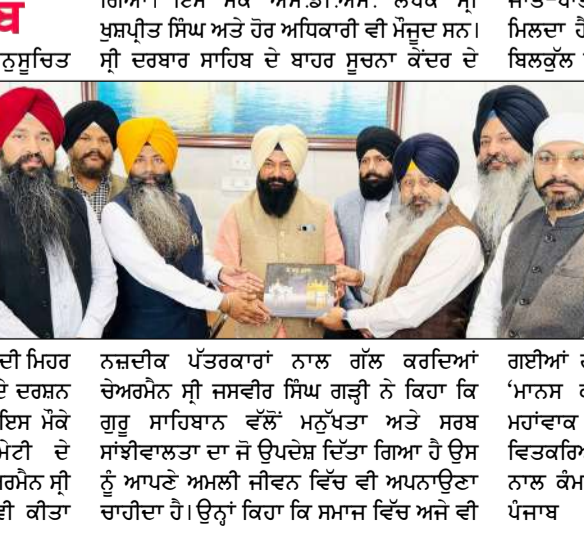 ਬ
ਨੁਸੂਚਿਤ
ਖੁਸ਼ਪ੍ਰੀਤ ਸਿੰਘ ਅਤੇ ਹੋਰ ਅਧਿਕਾਰੀ ਵੀ ਮੌਜੂਦ ਸਨ।
ਸ੍ਰੀ ਦਰਬਾਰ ਸਾਹਿਬ ਦੇ ਬਾਹਰ ਸੂਚਨਾ ਕੇਂਦਰ ਦੇ
ਮਿਲਦਾ ਹੈ
ਬਿਲਕੁੱਲ
ਦੀ ਮਿਹਰ
ਦੇ ਦਰਸ਼ਨ
ਇਸ ਮੌਕੇ
ਮੇਟੀ ਦੇ
ਰਮੈਨ ਸ੍ਰੀ
ਵੀ ਕੀਤਾ
ਨਜ਼ਦੀਕ ਪੱਤਰਕਾਰਾਂ ਨਾਲ ਗੱਲ ਕਰਦਿਆਂ
ਚੇਅਰਮੈਨ ਸ੍ਰੀ ਜਸਵੀਰ ਸਿੰਘ ਗੜ੍ਹੀ ਨੇ ਕਿਹਾ ਕਿ
ਗੁਰੂ ਸਾਹਿਬਾਨ ਵੱਲੋਂ ਮਨੁੱਖਤਾ ਅਤੇ ਸਰਬ
ਸਾਂਝੀਵਾਲਤਾ ਦਾ ਜੋ ਉਪਦੇਸ਼ ਦਿੱਤਾ ਗਿਆ ਹੈ ਉਸ
ਨੂੰ ਆਪਣੇ ਅਮਲੀ ਜੀਵਨ ਵਿੱਚ ਵੀ ਅਪਨਾਉਣਾ
ਚਾਹੀਦਾ ਹੈ। ਉਨ੍ਹਾਂ ਕਿਹਾ ਕਿ ਸਮਾਜ ਵਿੱਚ ਅਜੇ ਵੀ
ਗਈਆਂ
‘ਮਾਨਸ
ਮਹਾਂਵਾਕ
ਵਿਤਕਰਿਆ
ਨਾਲ ਕੰਮ
ਪੰਜਾਬ